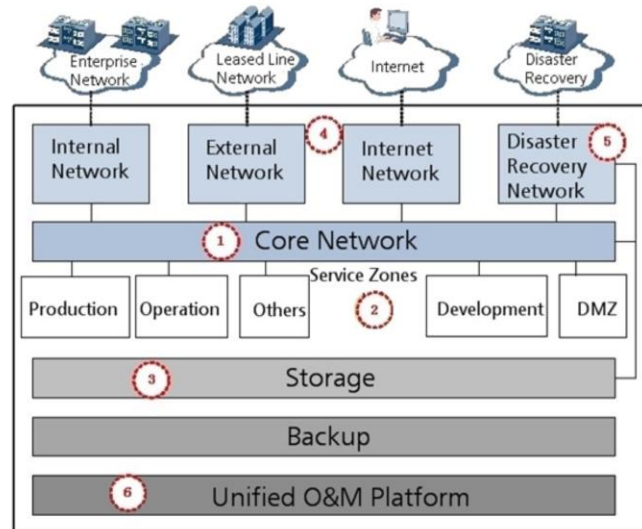 Enterprise
Network
Leased Line
Network
Internet
Disaster
Recovery
Internal
Network
External
Network
4
Internet
Network
Disaster
Recovery
Network
5
1
Core Network
Service Zones
Production
Operation
Others
2
Development
DMZ
3
Storage
Backup
6
Unified O&M Platform